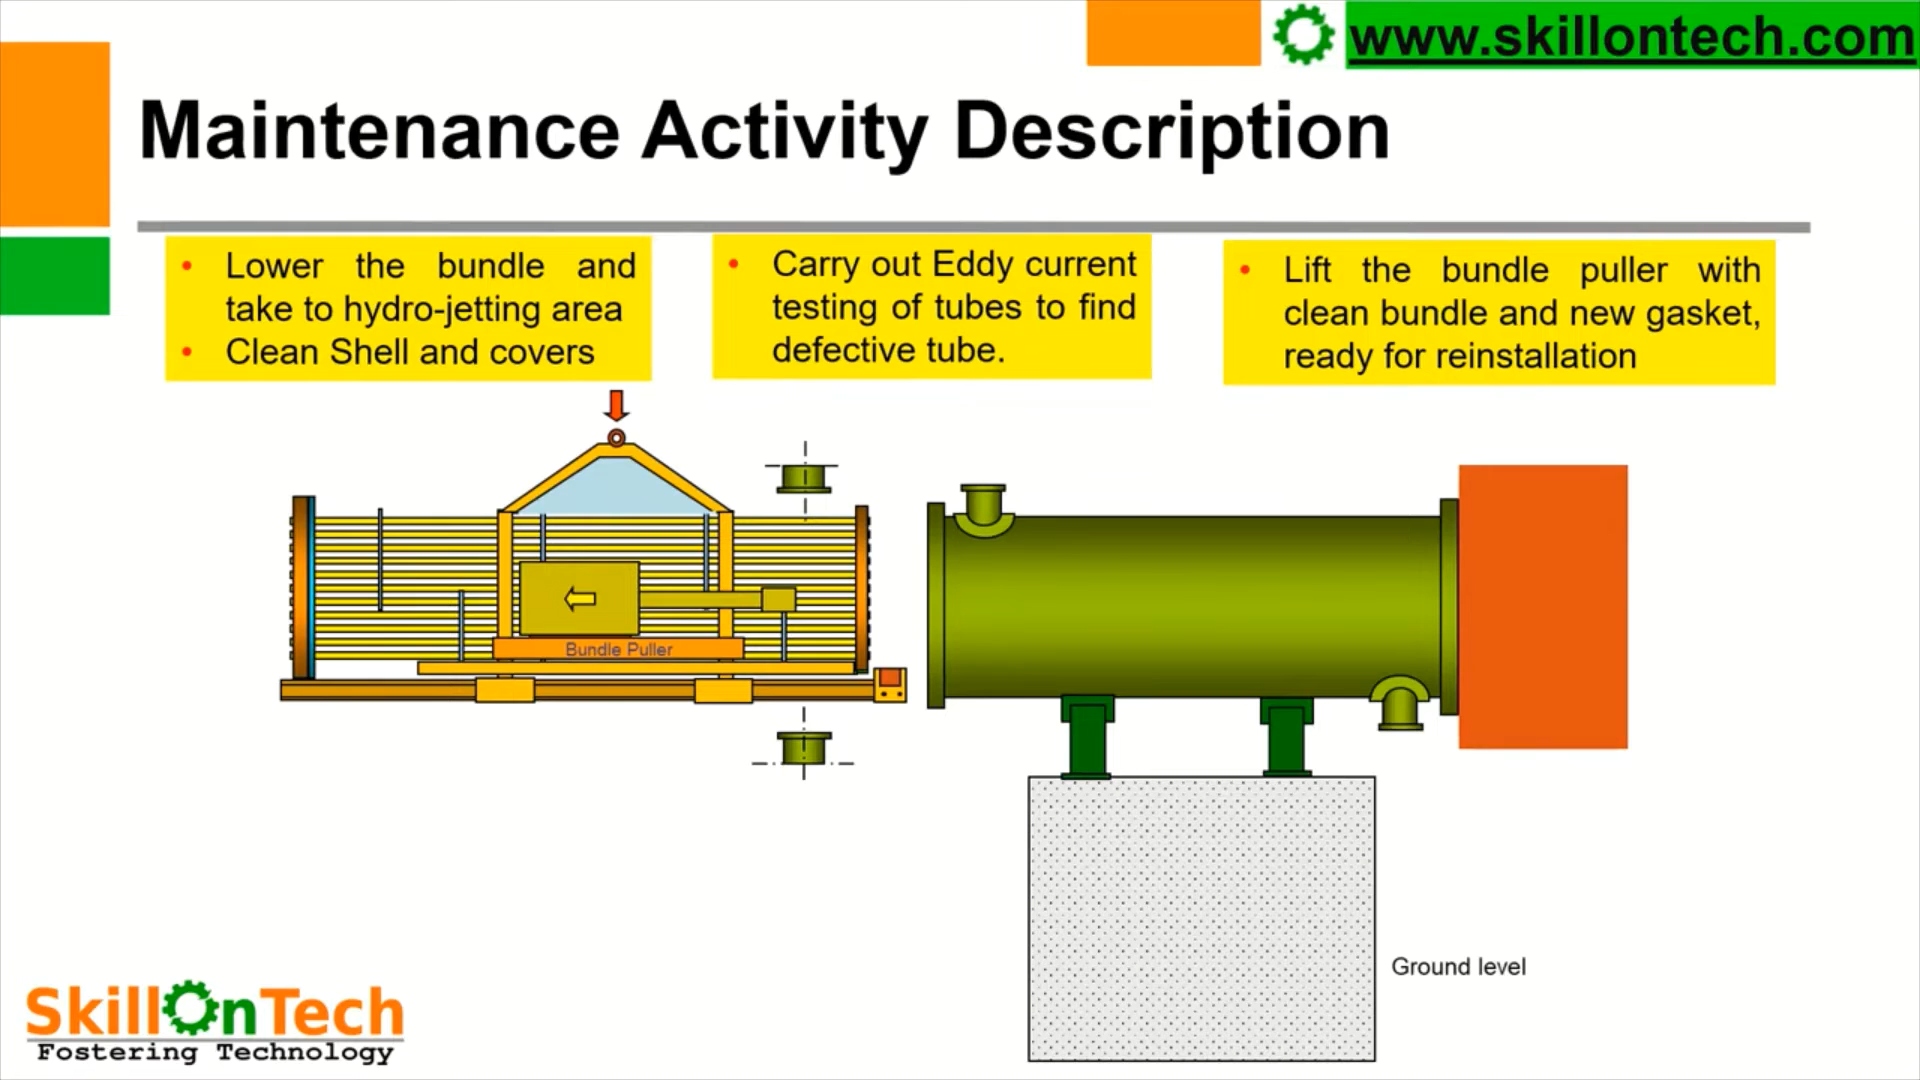 www.skillontech.com
Maintenance Activity Description
• Lower the bundle and
take to hydro-jetting area
• Clean Shell and covers
• Carry out Eddy current
testing of tubes to find
defective tube.
• Lift the bundle puller with
clean bundle and new gasket,
ready for reinstallation
Bundle Puller
Ground level
SkillOnTech
Fostering Technology